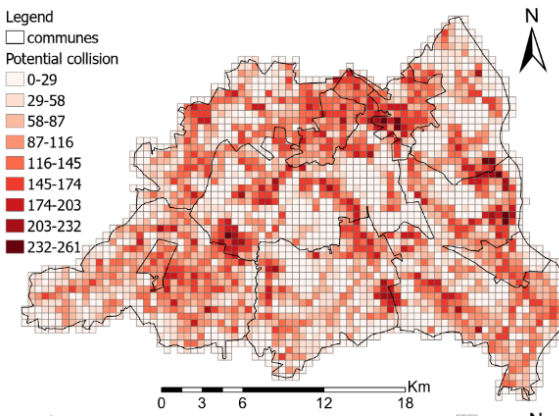 Legend
communes
Potential collision
0-29
29-58
58-87
87-116
116-145
145-174
174-203
203-232
232-261
N
Km
0 3 6 12 18
N